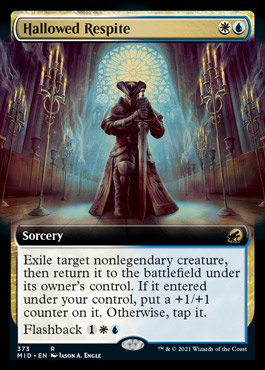 Hallowed Respite
Sorcery
Exile target nonlegendary creature,
then return it to the battlefield under
its owner's control. If it entered
under your control, put a +1/+1
counter on it. Otherwise, tap it.
Flashback 1
373 R
MID • EN JASON A. ENGLE
™ & © 2021 Wizards of the Coast